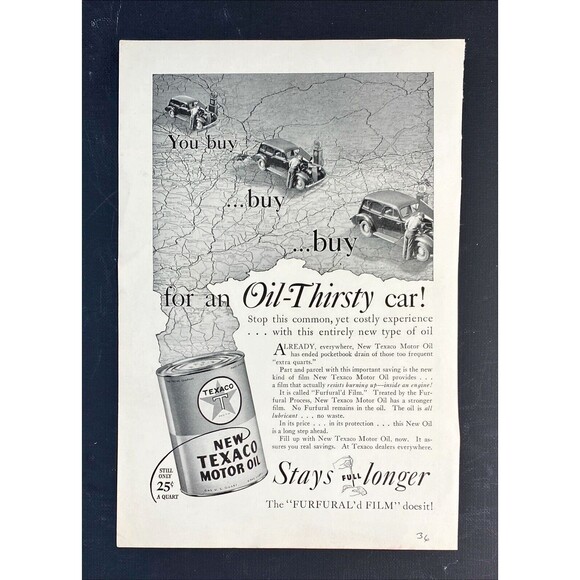 You buy
...buy
...buy
for an Oil-Thirsty car!
Stop this common, yet costly experience
. . . with this entirely new type of oil
ALREADY, everywhere, New Texaco Motor Oil
has ended pocketbook drain of those too frequent
"extra quarts."
Part and parcel with this important saving is the new
kind of film New Texaco Motor Oil provides . . .
a film that actually resists burning up—inside an engine!
It is called "Furfural'd Film." Treated by the Fur-
fural Process, New Texaco Motor Oil has a stronger
film. No Furfural remains in the oil. The oil is all
lubricant . . . no waste.
In its price . . . in its protection . . . this New Oil
is a long step ahead.
Fill up with New Texaco Motor Oil, now. It as-
sures you real savings. At Texaco dealers everywhere.
TEXACO
T
NEW
TEXACO
MOTOR OIL
STILL
ONLY
25¢
A QUART
Stays FULL longer
The "FURFURAL'd FILM" does it!
36